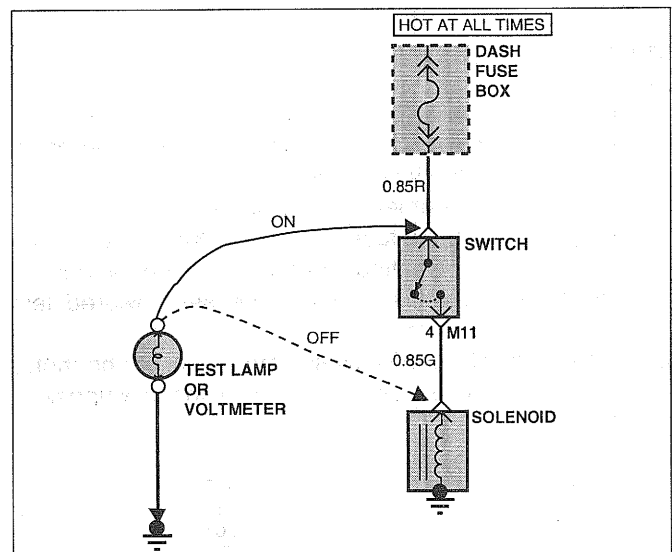 HOT AT ALL TIMES
DASH
FUSE
BOX
0.85R
ON
SWITCH
4 M11
OFF
0.85G
TEST LAMP
OR
VOLTMETER
SOLENOID